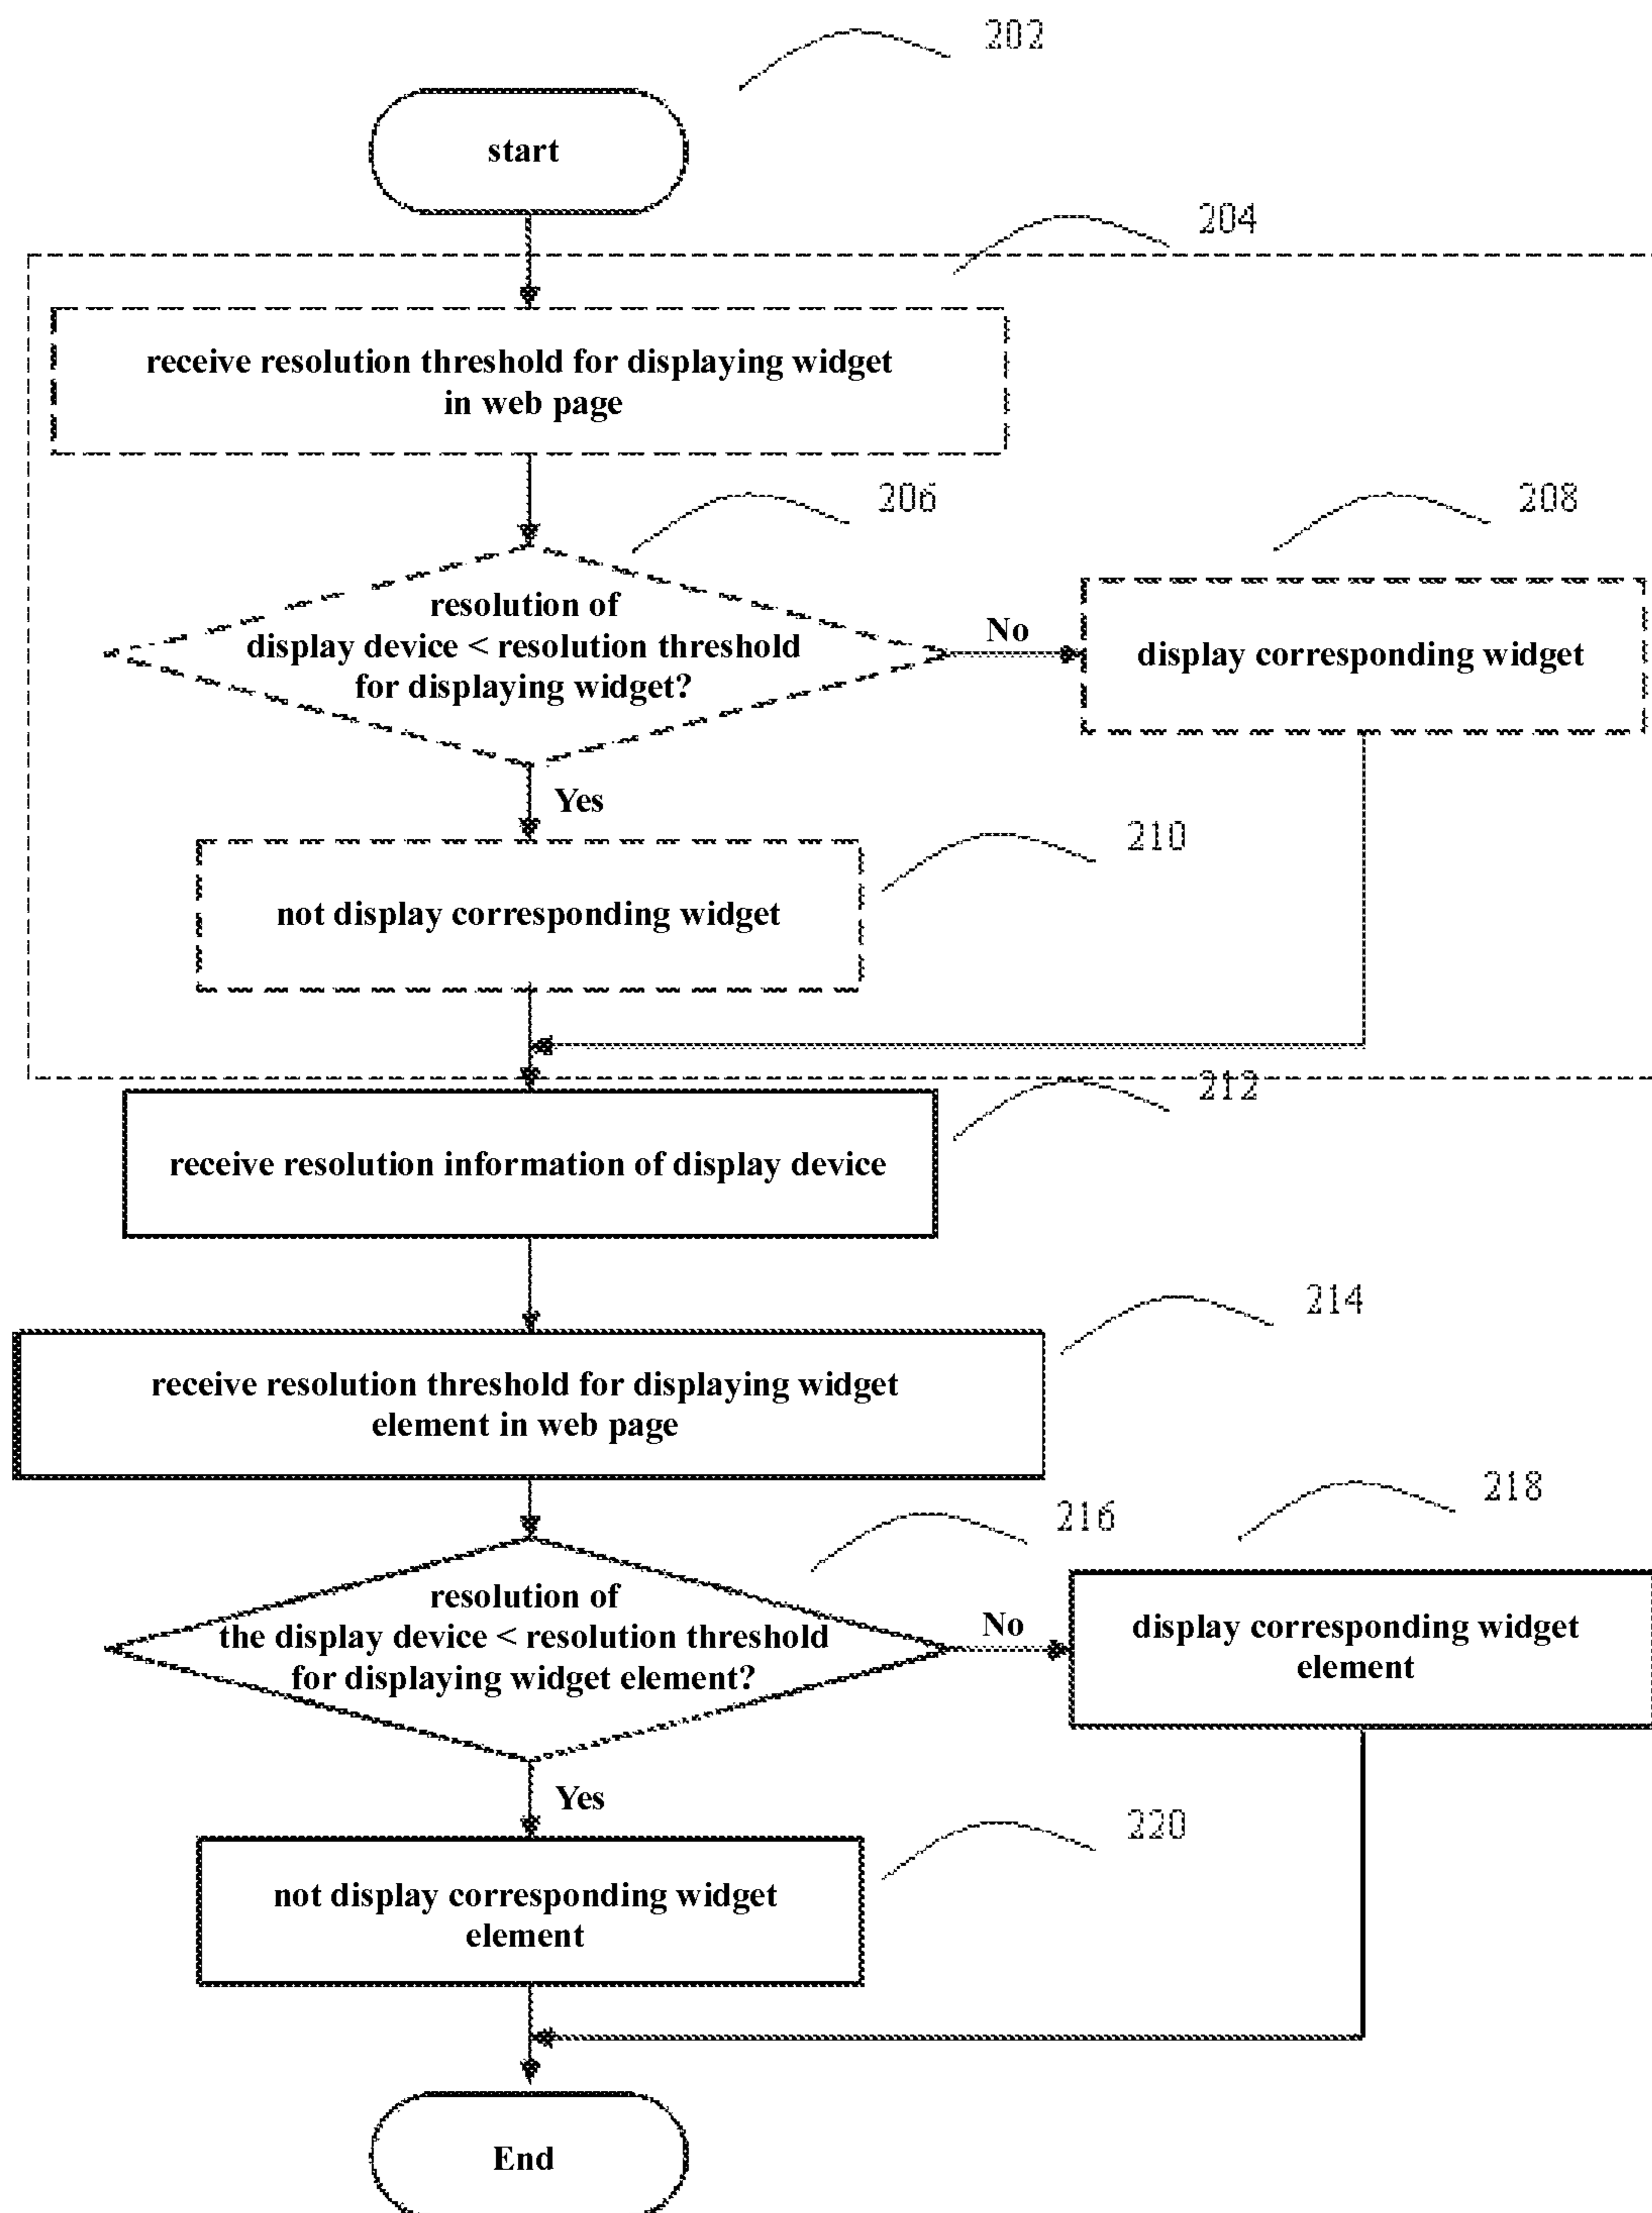 202
start
204
receive resolution threshold for displaying widget
in web page
206
208
resolution of
display device < resolution threshold
for displaying widget?
No
display corresponding widget
Yes
210
not display corresponding widget
212
receive resolution information of display device
214
receive resolution threshold for displaying widget
element in web page
216
218
resolution of
the display device < resolution threshold
for displaying widget element?
No
display corresponding widget
element
Yes
220
not display corresponding widget
element
End